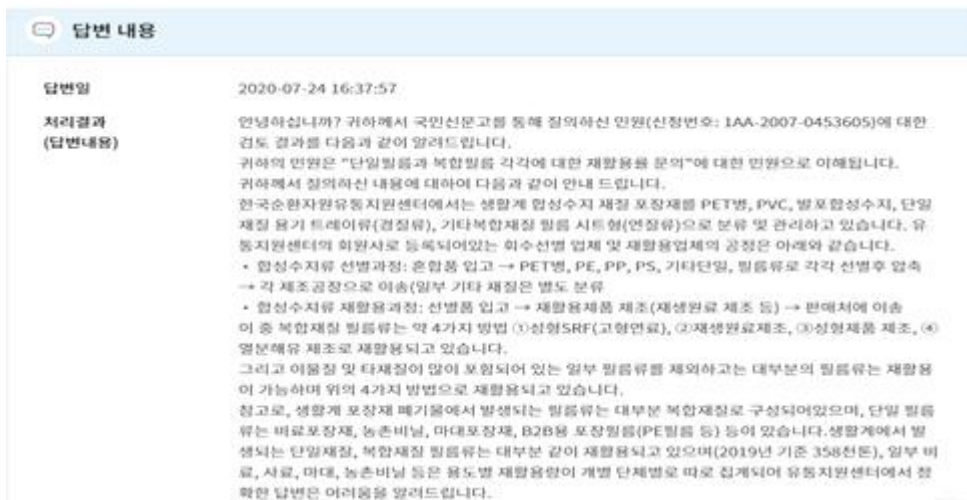 답변 내용
답변일 2020-07-24 16:37:57
처리결과 안녕하십니까? 귀하께서 국민신문고를 통해 질의하신 민원(신청번호: 1AA-2007-0453605)에 대한
(답변내용) 검토 결과를 다음과 같이 알려드립니다.
귀하의 민원은 "단일필름과 복합필름 각각에 대한 재활용률 문의"에 대한 민원으로 이해됩니다.
귀하께서 질의하신 내용에 대하여 다음과 같이 안내 드립니다.
한국순환자원유통지원센터에서는 생활계 합성수지 재질 포장재를 PET병, PVC, 발포합성수지, 단일
재질 용기 트레이류(경질류), 기타복합재질 필름 시트형(연질류)으로 분류 및 관리하고 있습니다. 유
통지원센터의 회원사로 등록되어있는 회수선별 업체 및 재활용업체의 공정은 아래와 같습니다.
• 합성수지류 선별과정: 혼합품 입고 → PET병, PE, PP, PS, 기타단일, 필름류로 각각 선별후 압축
→ 각 제조공장으로 이송(일부 기타 재질은 별도 분류
• 합성수지류 재활용과정: 선별품 입고 → 재활용제품 제조(재생원료 제조 등) → 판매처에 이송
이 중 복합재질 필름류는 약 4가지 방법 ①성형SRF(고형연료), ②재생원료제조, ③성형제품 제조, ④
열분해유 제조로 재활용되고 있습니다.
그리고 이물질 및 타재질이 많이 포함되어 있는 일부 필름류를 제외하고는 대부분의 필름류는 재활용
이 가능하며 위의 4가지 방법으로 재활용되고 있습니다.
참고로, 생활계 포장재 폐기물에서 발생되는 필름류는 대부분 복합재질로 구성되어있으며, 단일 필름
류는 비료포장재, 농촌비닐, 마대포장재, B2B용 포장필름(PE필름 등) 등이 있습니다.생활계에서 발
생되는 단일재질, 복합재질 필름류는 대부분 같이 재활용되고 있으며(2019년 기준 358천톤), 일부 비
료, 사료, 마대, 농촌비닐 등은 용도별 재활용량이 개별 단체별로 따로 집계되어 유통지원센터에서 정
확한 답변은 어려움을 알려드립니다.